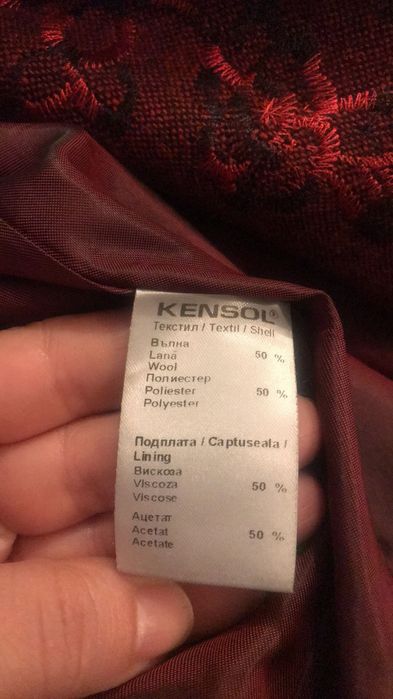 KENSOL®
Текстил / Textil / Shell
Вълна
Lană 50 %
Wool
Полиестер
Poliester 50 %
Polyester
Подплата / Captuseala /
Lining
Вискоза
Viscoza 50 %
Viscose
Ацетат
Acetat 50 %
Acetate